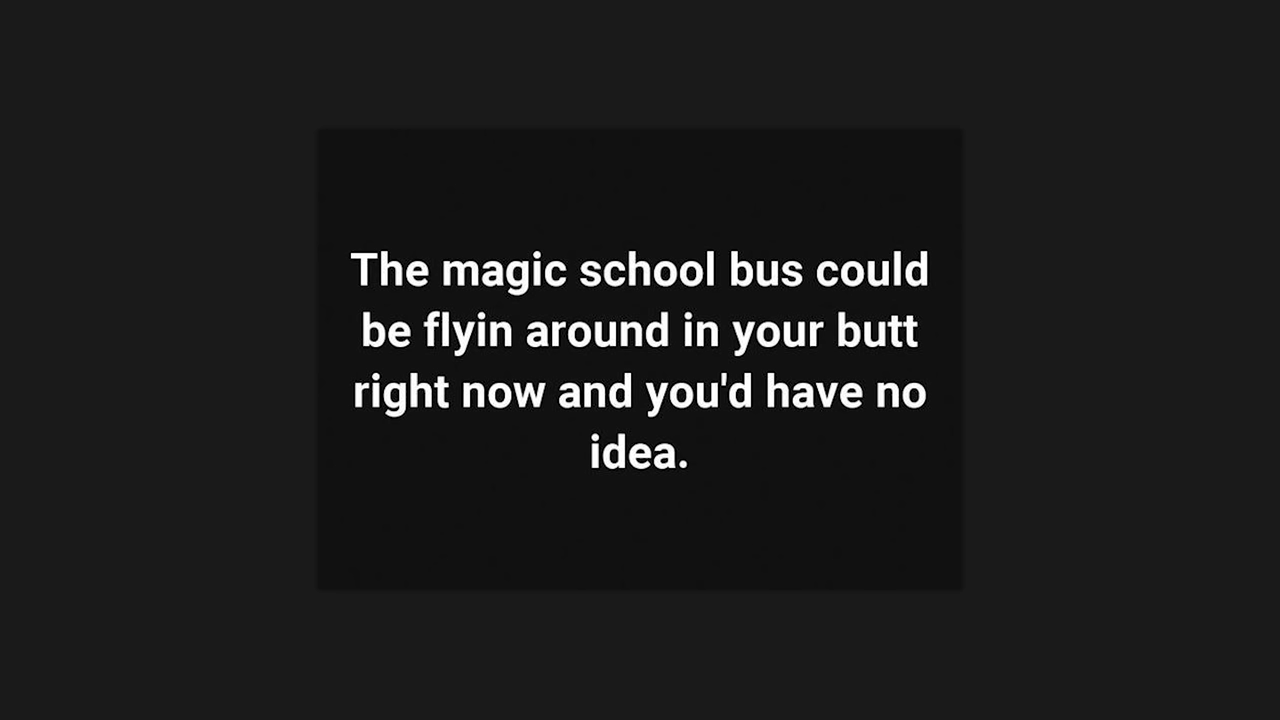 The magic school bus could
be flyin around in your butt
right now and you'd have no
idea.